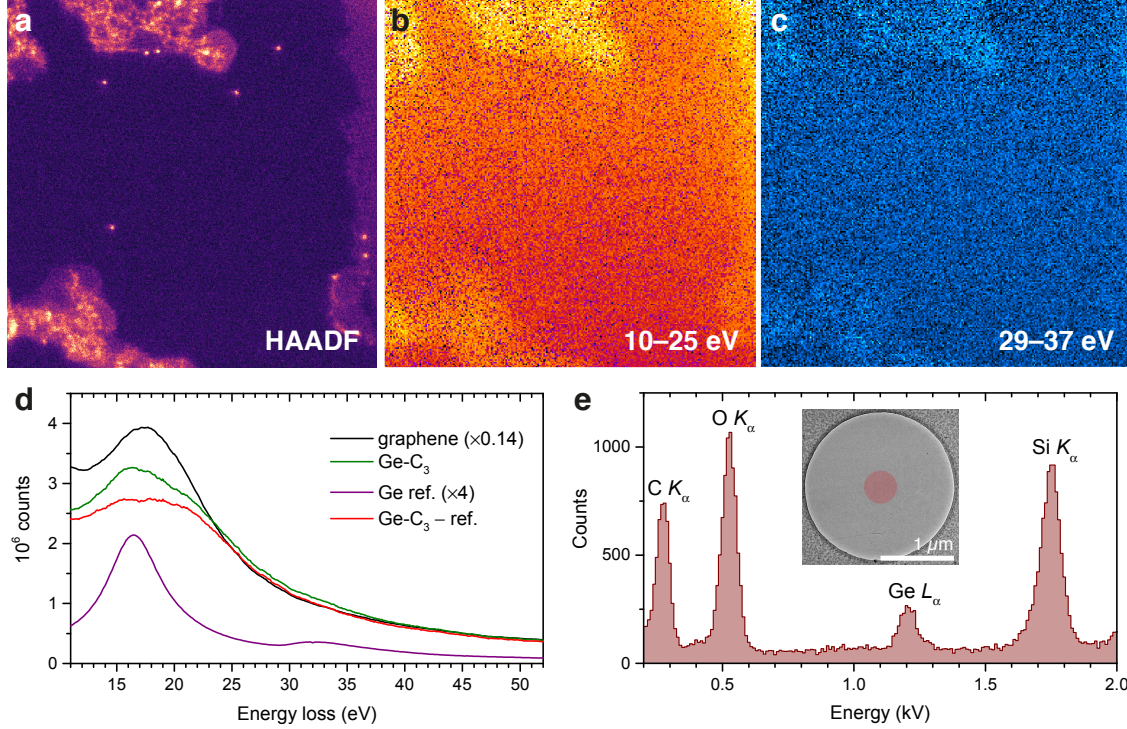 a
HAADF
b
10–25 eV
c
29–37 eV
d
4
3
2
1
0
10⁶ counts
graphene (×0.14)
Ge-C₃
Ge ref. (×4)
Ge-C₃ – ref.
15 20 25 30 35 40 45 50
Energy loss (eV)
e
1000
500
0
Counts
C Kα
O Kα
Ge Lα
Si Kα
1 μm
0.5 1.0 1.5 2.0
Energy (kV)